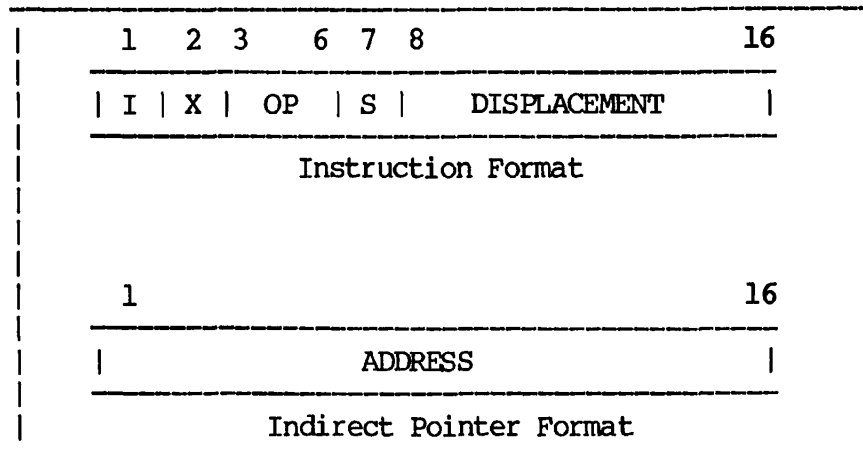 1 2 3 6 7 8 16
| I | X | OP | S | DISPLACEMENT |
Instruction Format
1 16
| ADDRESS |
Indirect Pointer Format